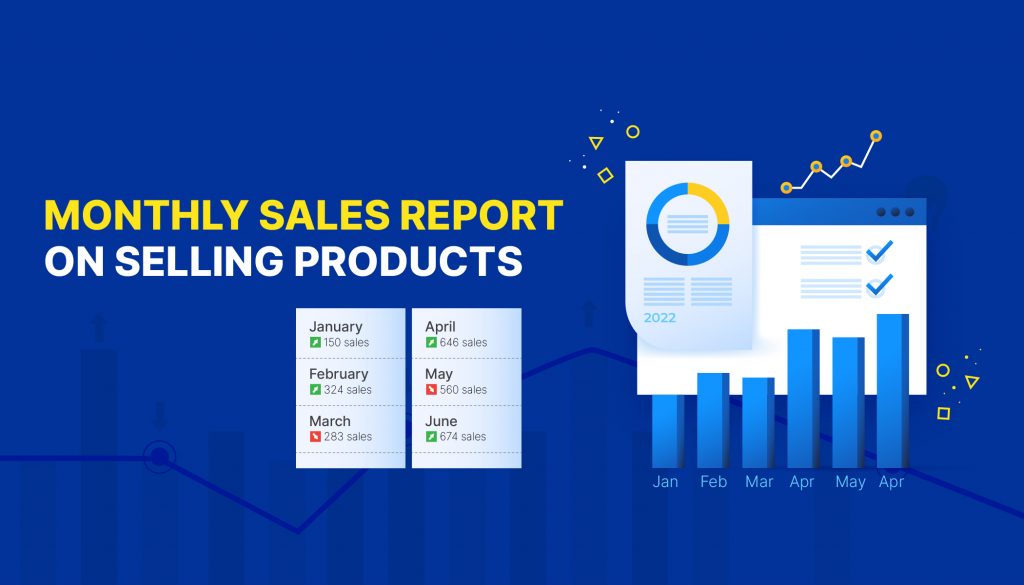 MONTHLY SALES REPORT
ON SELLING PRODUCTS
January
150 sales
February
324 sales
March
283 sales
April
646 sales
May
560 sales
June
674 sales
2022
Jan Feb Mar Apr May Apr